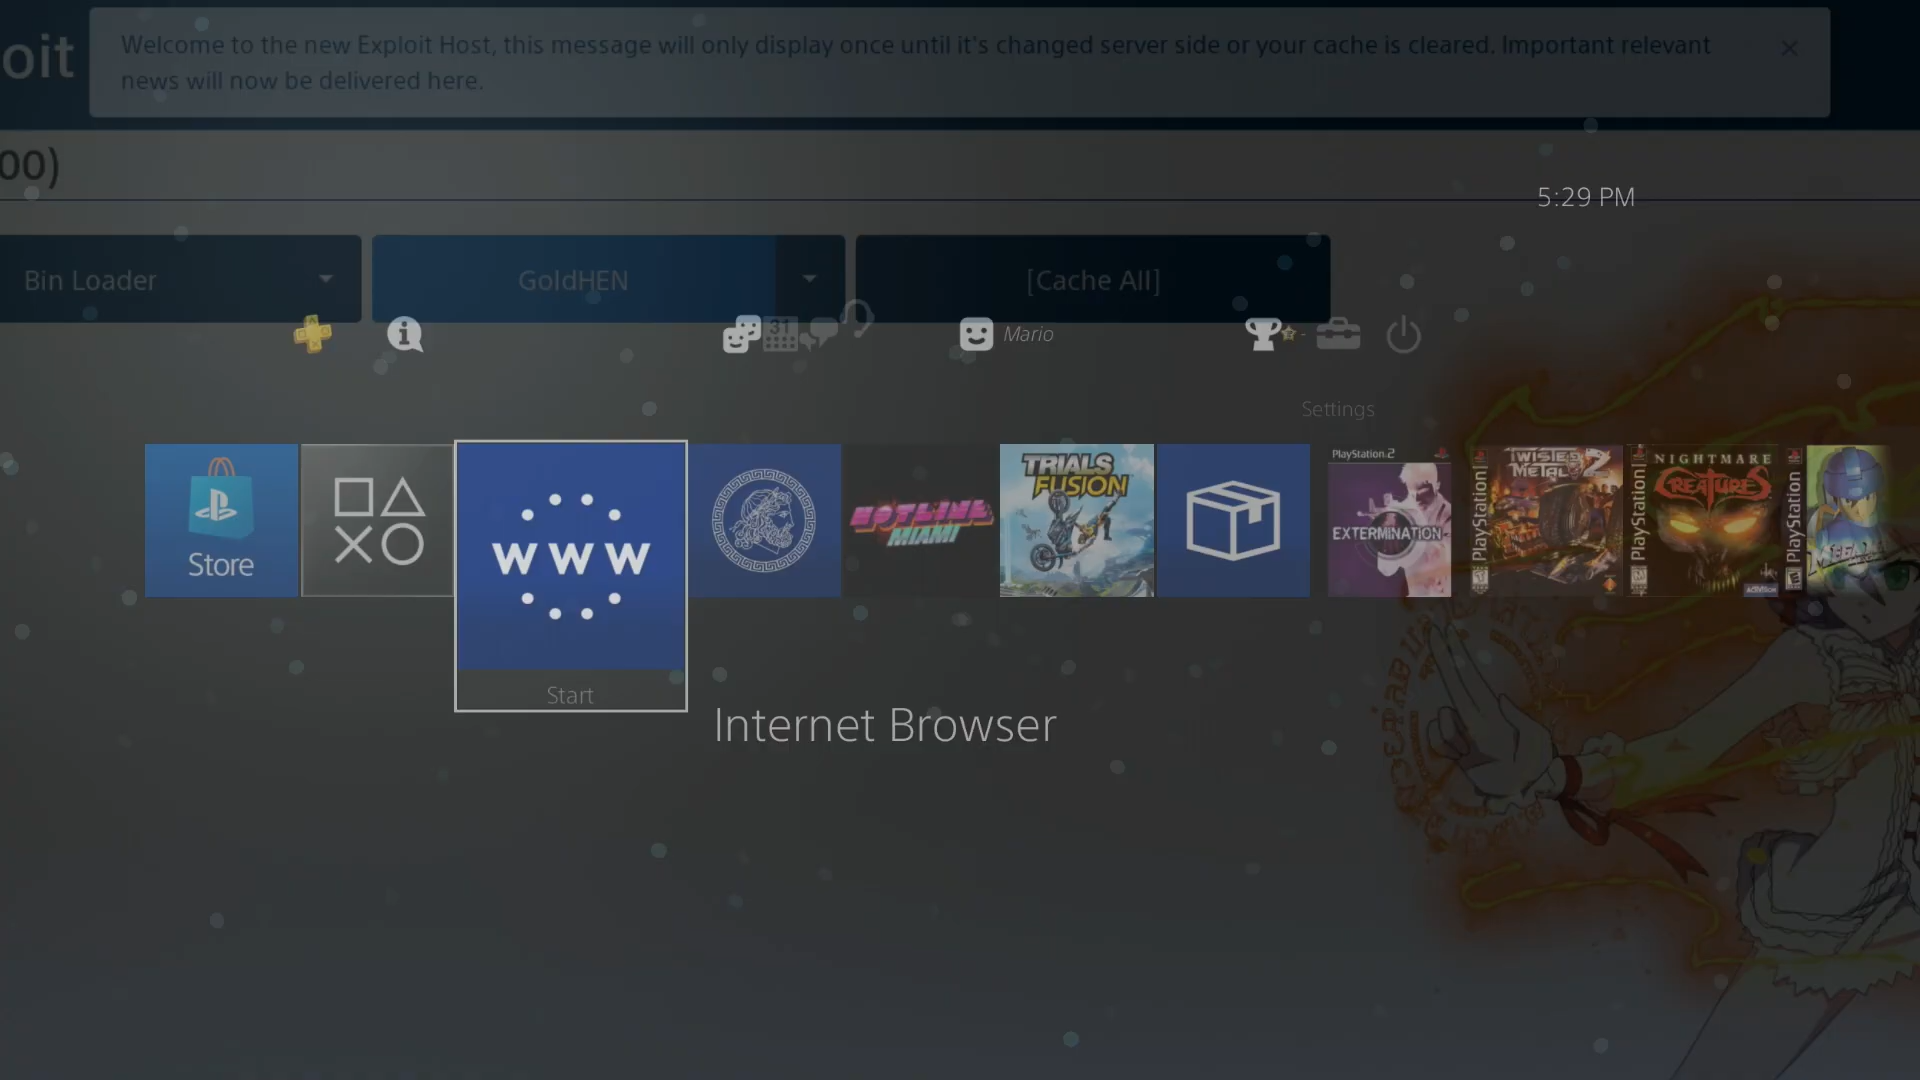 oit
Welcome to the new Exploit Host, this message will only display once until it's changed server side or your cache is cleared. Important relevant
news will now be delivered here.
00)
5:29 PM
Bin Loader
GoldHEN
[Cache All]
31
Mario
Settings
Store
WWW
Start
Internet Browser
HOTLINE
MIAMI
TRIALS
FUSION
PlayStation.2
EXTERMINATION
PlayStation
TWISTED
METAL 2
PlayStation
NIGHTMARE
CREATURES
ACTIVISION
PlayStation